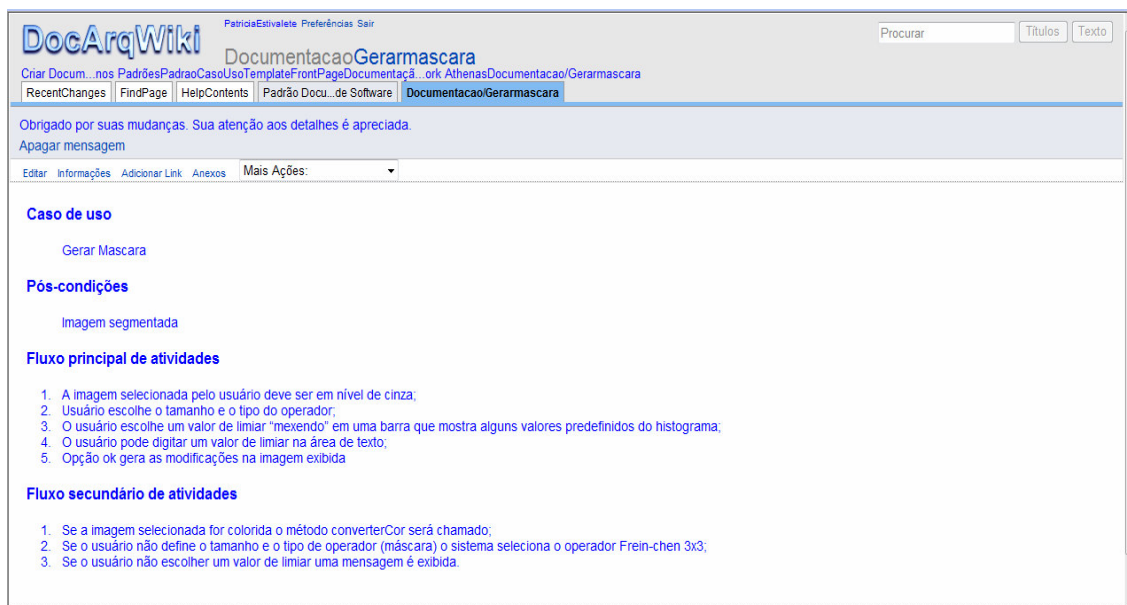 DocArqWiki
PatriciaEstivalete Preferências Sair
Procurar
Títulos Texto
DocumentacaoGerarmascara
Criar Docum...nos PadrõesPadraoCasoUsoTemplateFrontPageDocumentaçã...ork AthenasDocumentacao/Gerarmascara
RecentChanges FindPage HelpContents Padrão Docu...de Software Documentacao/Gerarmascara
Obrigado por suas mudanças. Sua atenção aos detalhes é apreciada.
Apagar mensagem
Editar Informações Adicionar Link Anexos Mais Ações:
Caso de uso
Gerar Mascara
Pós-condições
Imagem segmentada
Fluxo principal de atividades
1. A imagem selecionada pelo usuário deve ser em nível de cinza;
2. Usuário escolhe o tamanho e o tipo do operador;
3. O usuário escolhe um valor de limiar “mexendo” em uma barra que mostra alguns valores predefinidos do histograma;
4. O usuário pode digitar um valor de limiar na área de texto;
5. Opção ok gera as modificações na imagem exibida
Fluxo secundário de atividades
1. Se a imagem selecionada for colorida o método converterCor será chamado;
2. Se o usuário não define o tamanho e o tipo de operador (máscara) o sistema seleciona o operador Frein-chen 3x3;
3. Se o usuário não escolher um valor de limiar uma mensagem é exibida.